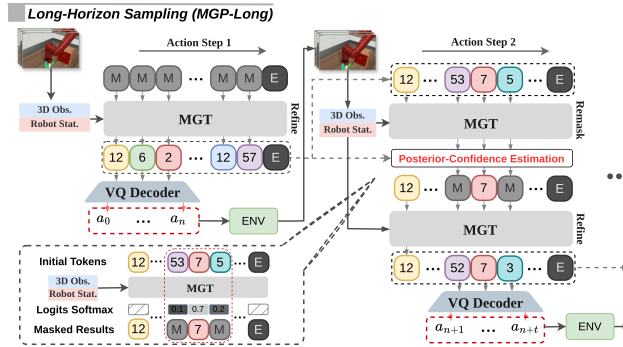 Long-Horizon Sampling (MGP-Long)
Action Step 1
M M M M ... M M E
3D Obs.
Robot Stat.
MGT
Refine
12 6 2 ... 12 57 E
VQ Decoder
a0 ... an
ENV
Action Step 2
12 ... 53 7 5 ... E
3D Obs.
Robot Stat.
MGT
Remask
Posterior-Confidence Estimation
12 ... M 7 M ... E
MGT
Refine
12 ... 52 7 3 ... E
VQ Decoder
an+1 ... an+t
ENV
...
Initial Tokens 12 ... 53 7 5 ... E
3D Obs.
Robot Stat.
MGT
Logits Softmax 0.1 0.7 0.2
Masked Results 12 ... M 7 M ... E